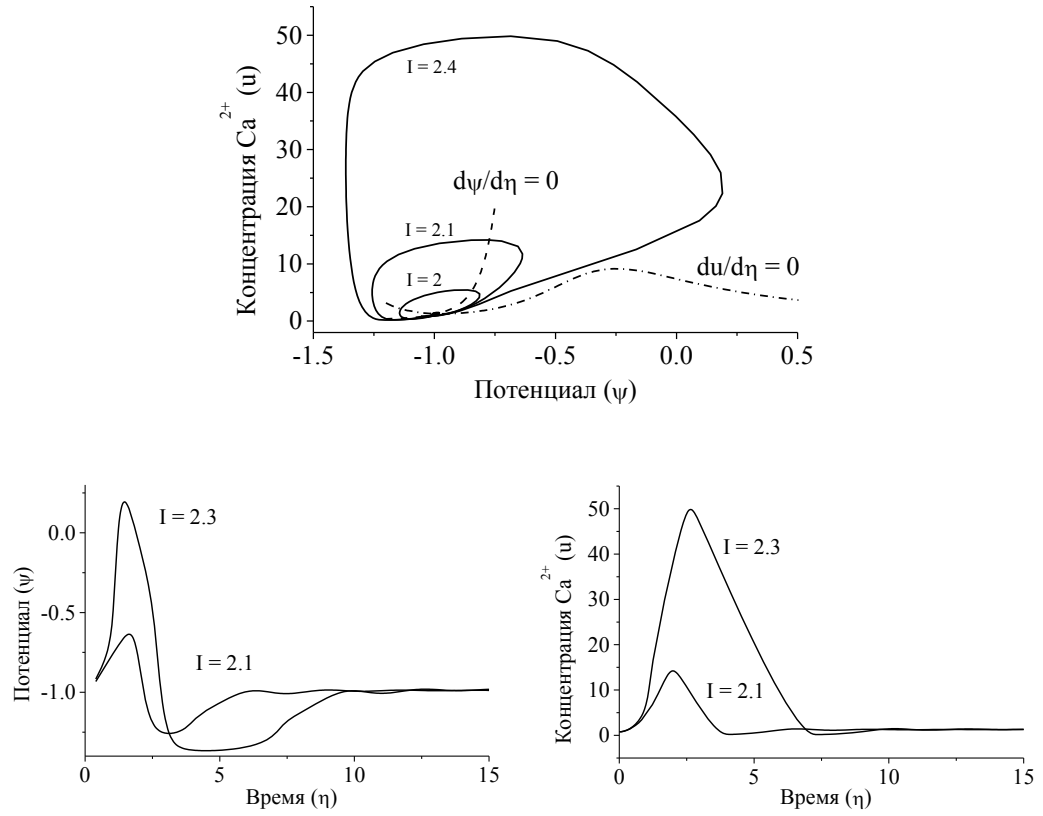 Концентрация Ca²⁺ (u)
50
40
30
20
10
0
I = 2.4
dψ/dη = 0
I = 2.1
I = 2
du/dη = 0
-1.5 -1.0 -0.5 0.0 0.5
Потенциал (ψ)
Потенциал (ψ)
0.0
-0.5
-1.0
I = 2.3
I = 2.1
0 5 10 15
Время (η)
Концентрация Ca²⁺ (u)
50
40
30
20
10
0
I = 2.3
I = 2.1
0 5 10 15
Время (η)